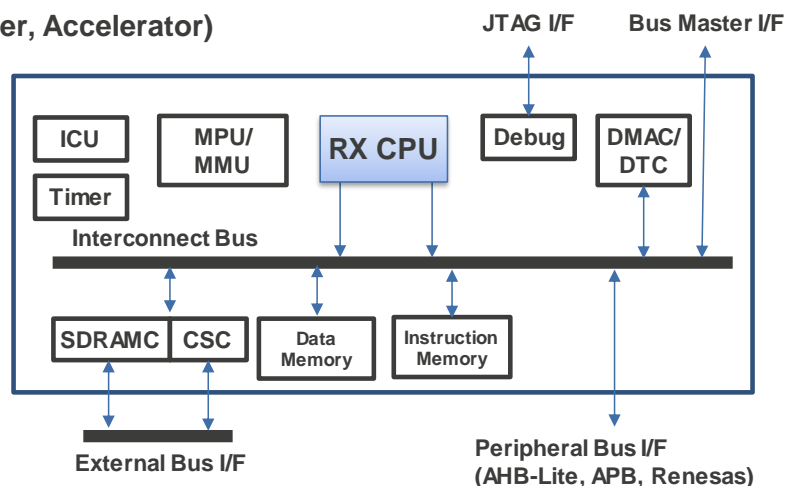 er, Accelerator)
JTAG I/F
Bus Master I/F
ICU
MPU/
MMU
RX CPU
Debug
DMAC/
DTC
Timer
Interconnect Bus
SDRAMC
CSC
Data
Memory
Instruction
Memory
External Bus I/F
Peripheral Bus I/F
(AHB-Lite, APB, Renesas)